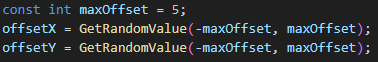 const int maxOffset = 5;
offsetX = GetRandomValue(-maxOffset, maxOffset);
offsetY = GetRandomValue(-maxOffset, maxOffset);